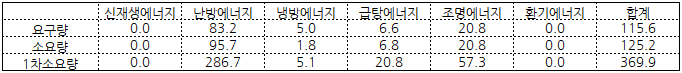 신재생에너지 난방에너지 냉방에너지 급탕에너지 조명에너지 환기에너지 합계
요구량 0.0 83.2 5.0 6.6 20.8 0.0 115.6
소요량 0.0 95.7 1.8 6.8 20.8 0.0 125.2
1차소요량 0.0 286.7 5.1 20.8 57.3 0.0 369.9